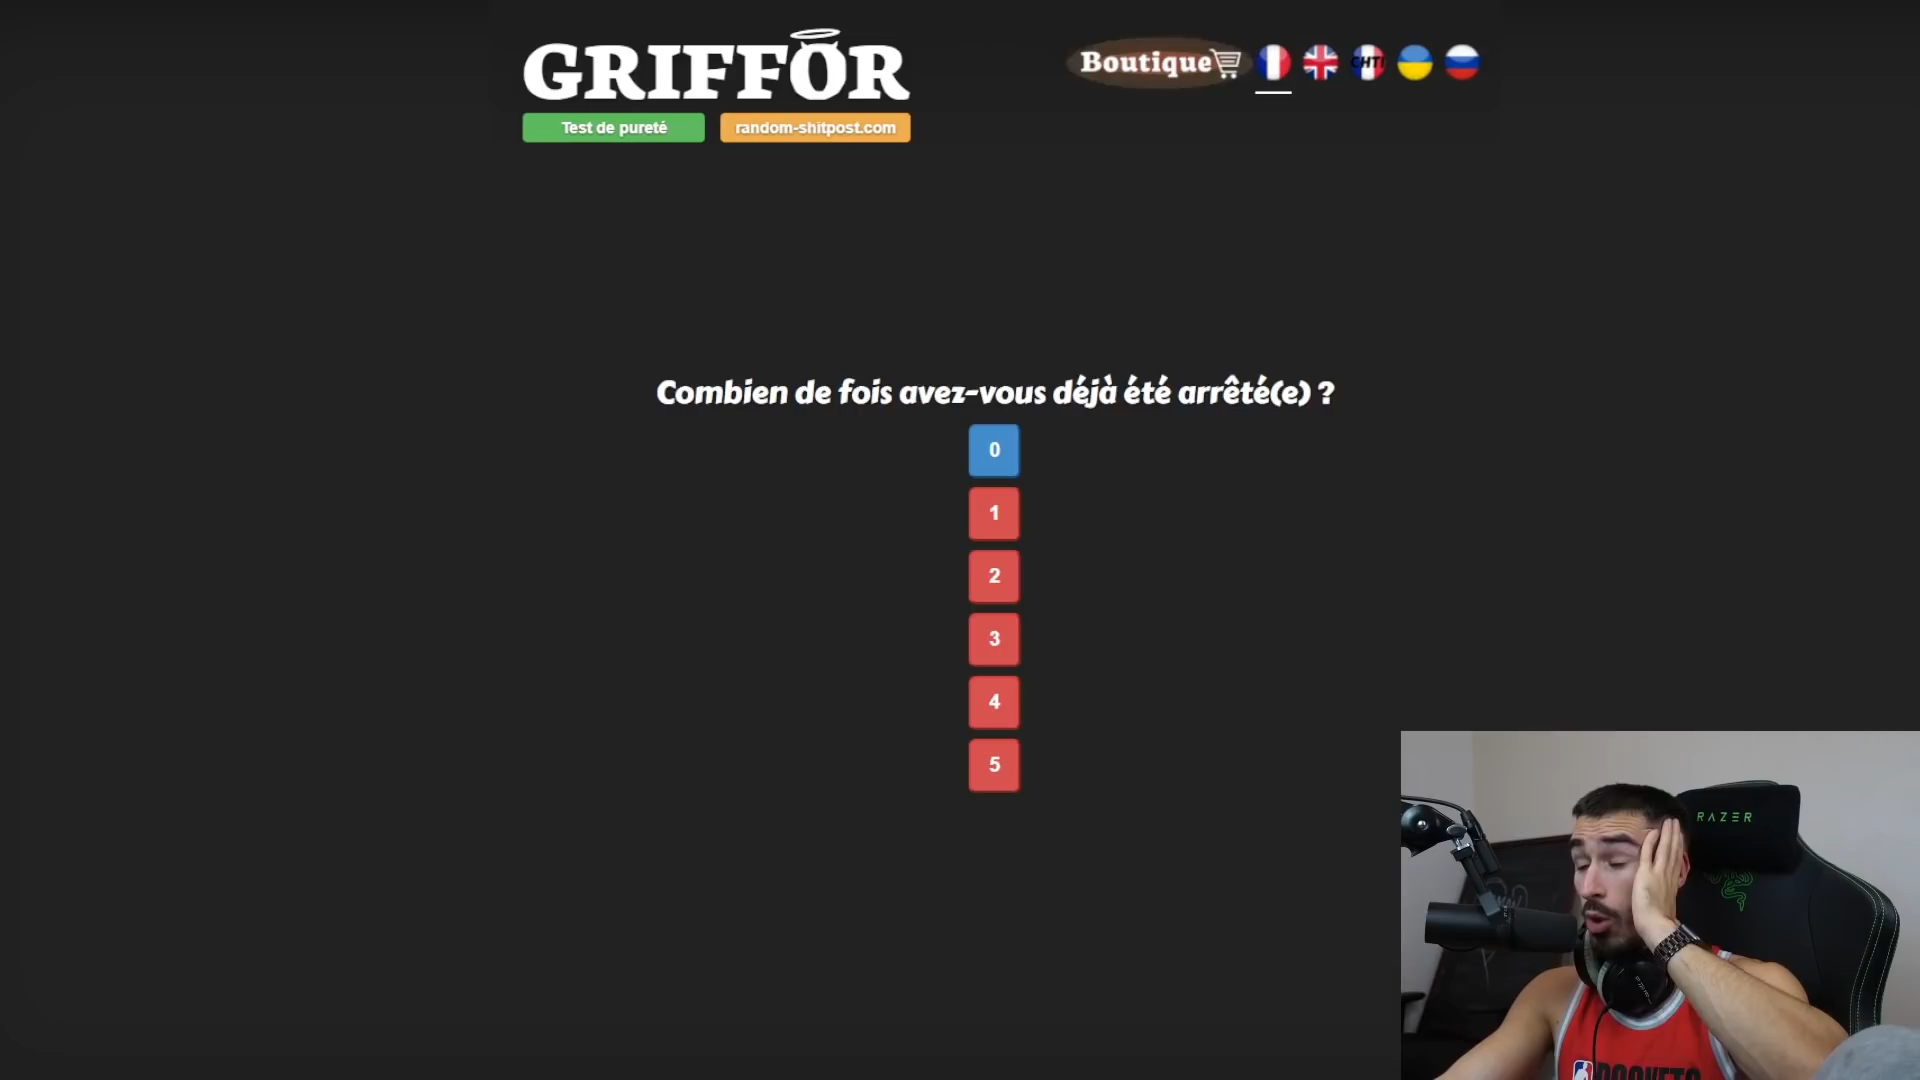 GRIFFOR
Boutique
CHTI
Test de pureté
random-shitpost.com
Combien de fois avez-vous déjà été arrêté(e) ?
0
1
2
3
4
5
RAZER
ROCKETS